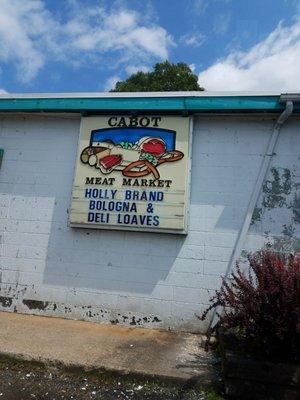 CABOT
MEAT MARKET
HOLLY BRAND
BOLOGNA &
DELI LOAVES